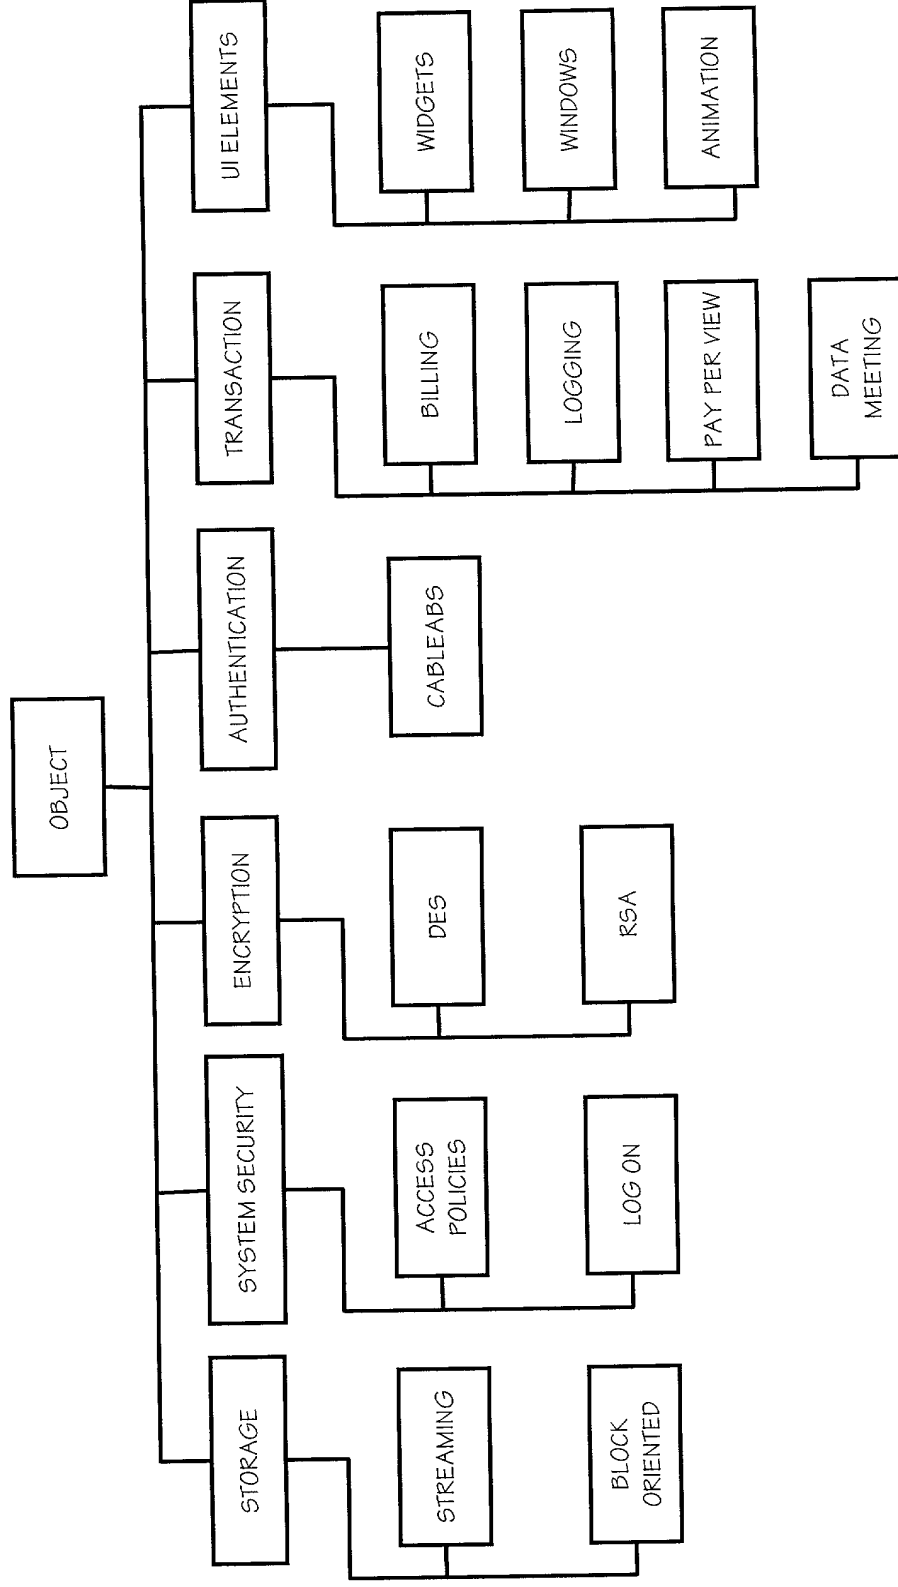 OBJECT
STORAGE
SYSTEM SECURITY
ENCRYPTION
AUTHENTICATION
TRANSACTION
UI ELEMENTS
STREAMING
BLOCK
ORIENTED
ACCESS
POLICIES
LOG ON
DES
RSA
CABLEABS
BILLING
LOGGING
PAY PER VIEW
DATA
MEETING
WIDGETS
WINDOWS
ANIMATION